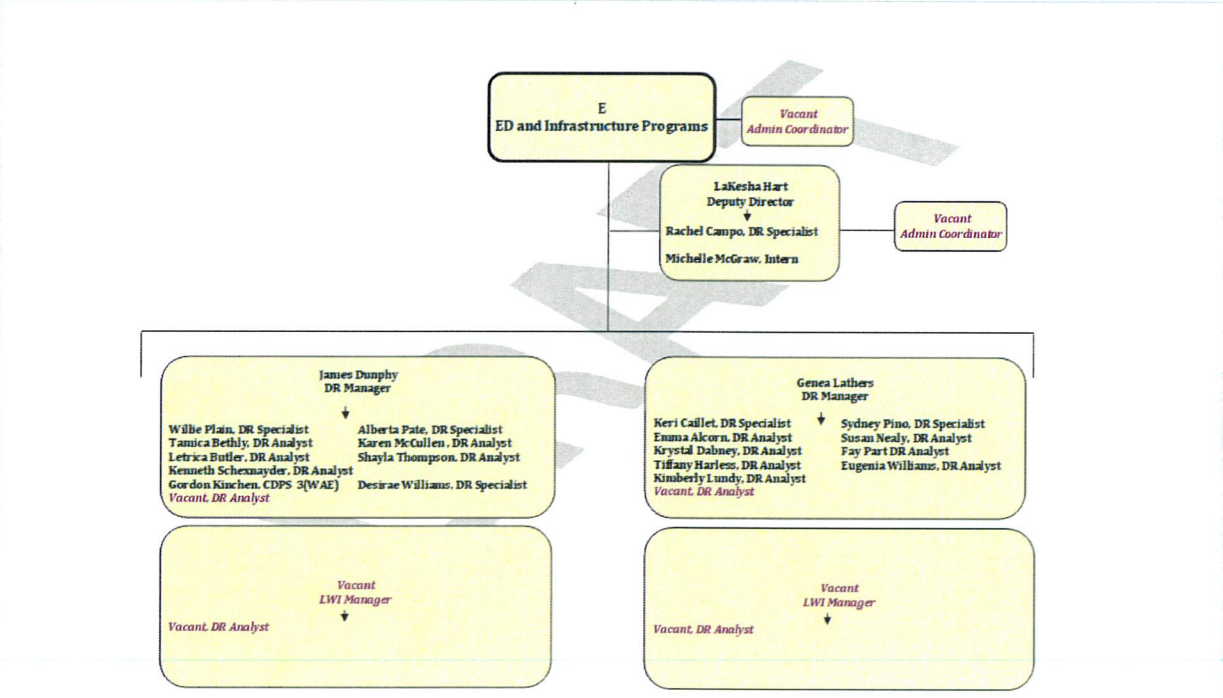 E
ED and Infrastructure Programs
Vacant
Admin Coordinator
LaKesha Hart
Deputy Director
Rachel Campo, DR Specialist
Michelle McGraw, Intern
Vacant
Admin Coordinator
James Dunphy
DR Manager
Willie Plain, DR Specialist
Tamica Bethly, DR Analyst
Letrica Butler, DR Analyst
Kenneth Schexnayder, DR Analyst
Gordon Kinchen, CDPS 3(WAE)
Vacant, DR Analyst
Alberta Pate, DR Specialist
Karen McCullen, DR Analyst
Shayla Thompson, DR Analyst
Desirae Williams, DR Specialist
Genea Lathers
DR Manager
Keri Caillet, DR Specialist
Emma Alcorn, DR Analyst
Krystal Dabney, DR Analyst
Tiffany Harless, DR Analyst
Kimberly Lundy, DR Analyst
Vacant, DR Analyst
Sydney Pino, DR Specialist
Susan Nealy, DR Analyst
Fay Part DR Analyst
Eugenia Williams, DR Analyst
Vacant
LWI Manager
Vacant, DR Analyst
Vacant
LWI Manager
Vacant, DR Analyst